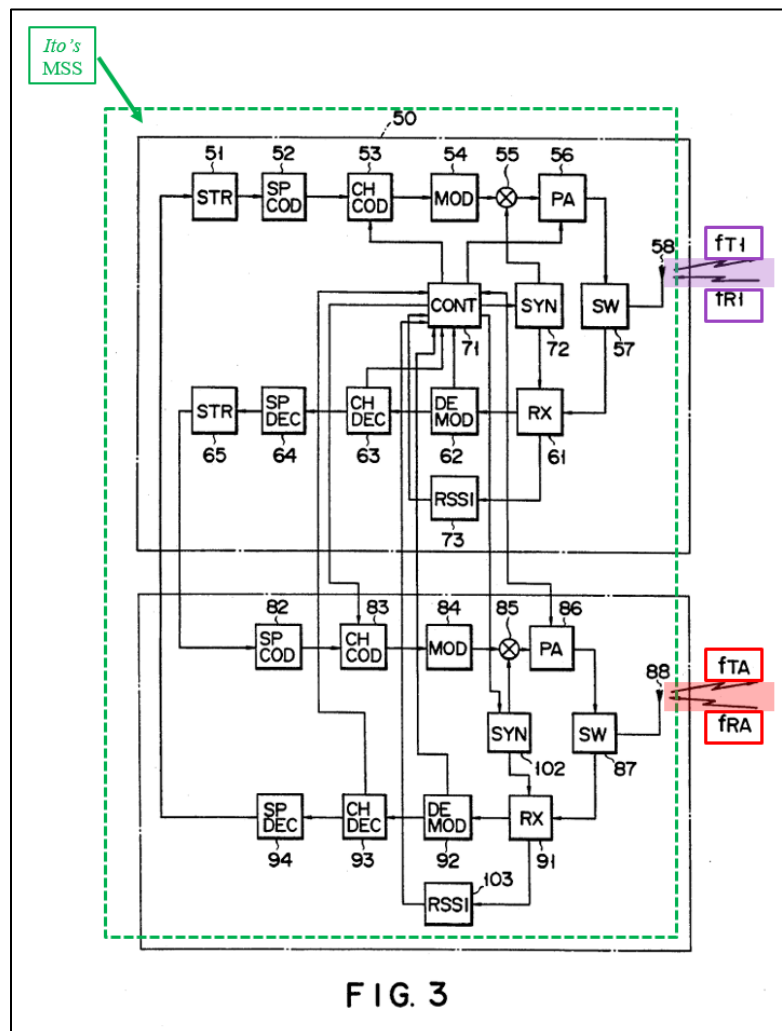 Ito's
MSS
50
51 52 53 54 55 56
STR SP COD CH COD MOD PA
58
fT1
fR1
CONT SYN SW
71 72 57
STR SP DEC CH DEC DE MOD RX
65 64 63 62 61
RSSI
73
82 83 84 85 86
SP COD CH COD MOD PA
88
fTA
fRA
SYN SW
102 87
SP DEC CH DEC DE MOD RX
94 93 92 91
103
RSSI
FIG. 3